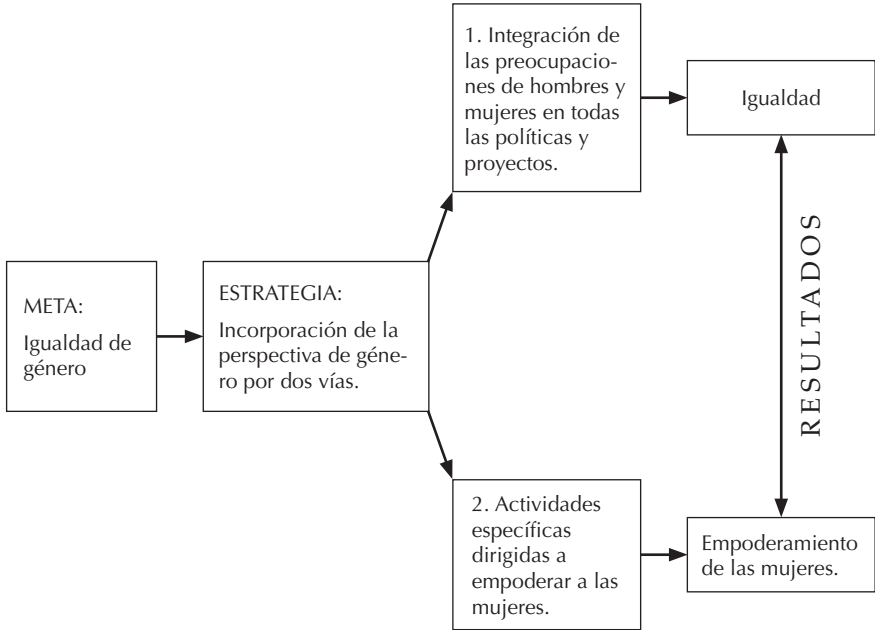 META:
Igualdad de
género
ESTRATEGIA:
Incorporación de la
perspectiva de géne-
ro por dos vías.
1. Integración de
las preocupacio-
nes de hombres y
mujeres en todas
las políticas y
proyectos.
Igualdad
2. Actividades
específicas
dirigidas a
empoderar a las
mujeres.
Empoderamiento
de las mujeres.
RESULTADOS